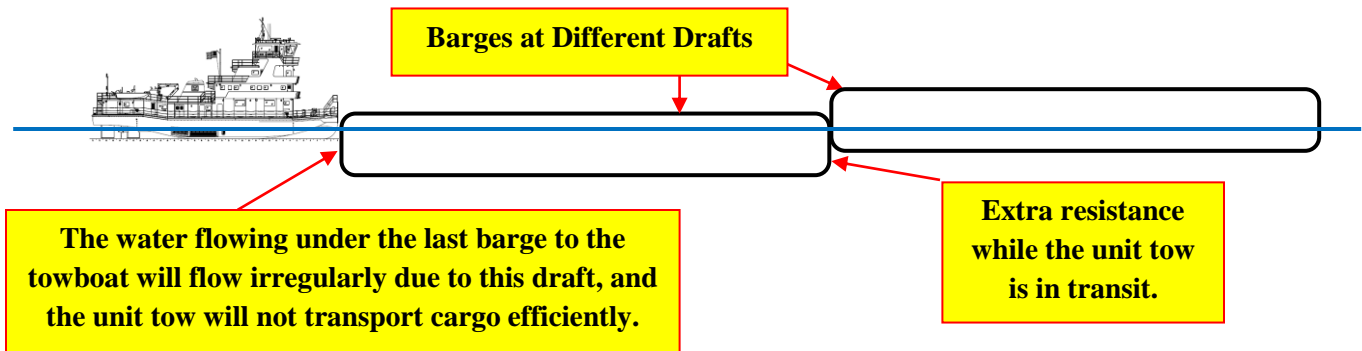 Barges at Different Drafts
The water flowing under the last barge to the
towboat will flow irregularly due to this draft, and
the unit tow will not transport cargo efficiently.
Extra resistance
while the unit tow
is in transit.